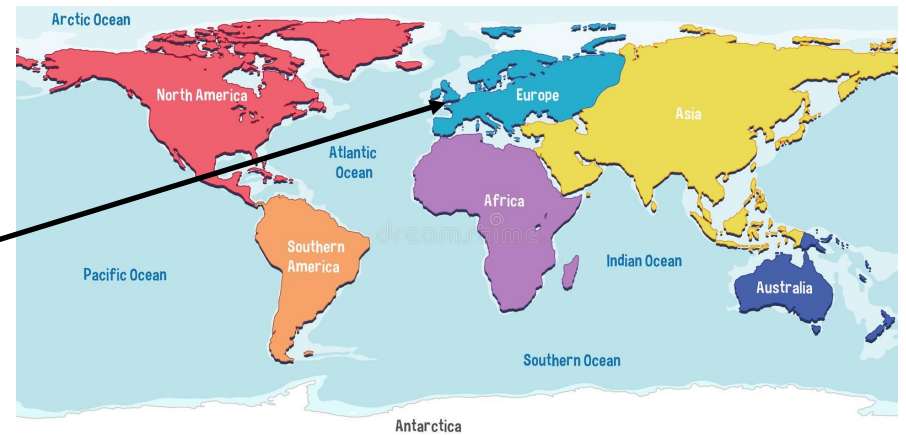 Arctic Ocean
North America
Europe
Asia
Atlantic
Ocean
Africa
dreamstime
Southern
America
Pacific Ocean
Indian Ocean
Australia
Southern Ocean
Antarctica